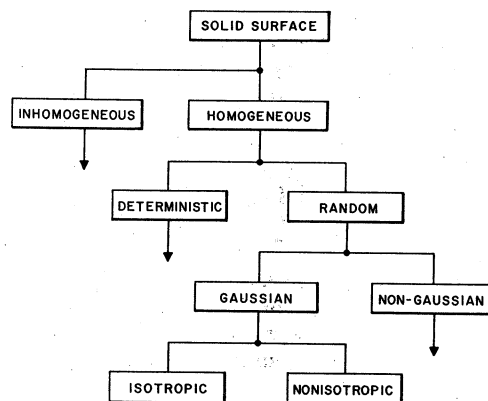 SOLID SURFACE
INHOMOGENEOUS
HOMOGENEOUS
DETERMINISTIC
RANDOM
GAUSSIAN
NON-GAUSSIAN
ISOTROPIC
NONISOTROPIC